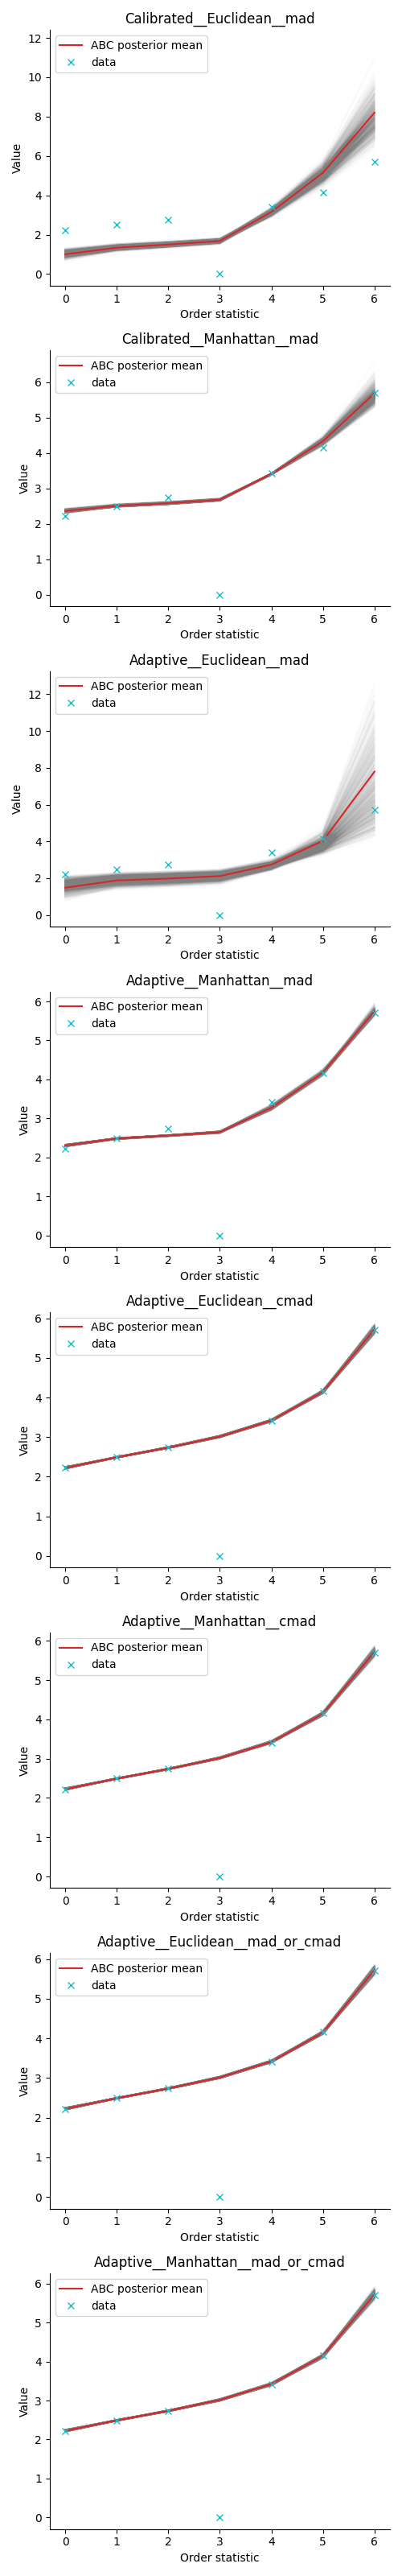 Calibrated__Euclidean__mad
12
10
8
6
4
2
0
Value
ABC posterior mean
data
0 1 2 3 4 5 6
Order statistic
Calibrated__Manhattan__mad
6
5
4
3
2
1
0
Value
ABC posterior mean
data
0 1 2 3 4 5 6
Order statistic
Adaptive__Euclidean__mad
12
10
8
6
4
2
0
Value
ABC posterior mean
data
0 1 2 3 4 5 6
Order statistic
Adaptive__Manhattan__mad
6
5
4
3
2
1
0
Value
ABC posterior mean
data
0 1 2 3 4 5 6
Order statistic
Adaptive__Euclidean__cmad
6
5
4
3
2
1
0
Value
ABC posterior mean
data
0 1 2 3 4 5 6
Order statistic
Adaptive__Manhattan__cmad
6
5
4
3
2
1
0
Value
ABC posterior mean
data
0 1 2 3 4 5 6
Order statistic
Adaptive__Euclidean__mad_or_cmad
6
5
4
3
2
1
0
Value
ABC posterior mean
data
0 1 2 3 4 5 6
Order statistic
Adaptive__Manhattan__mad_or_cmad
6
5
4
3
2
1
0
Value
ABC posterior mean
data
0 1 2 3 4 5 6
Order statistic